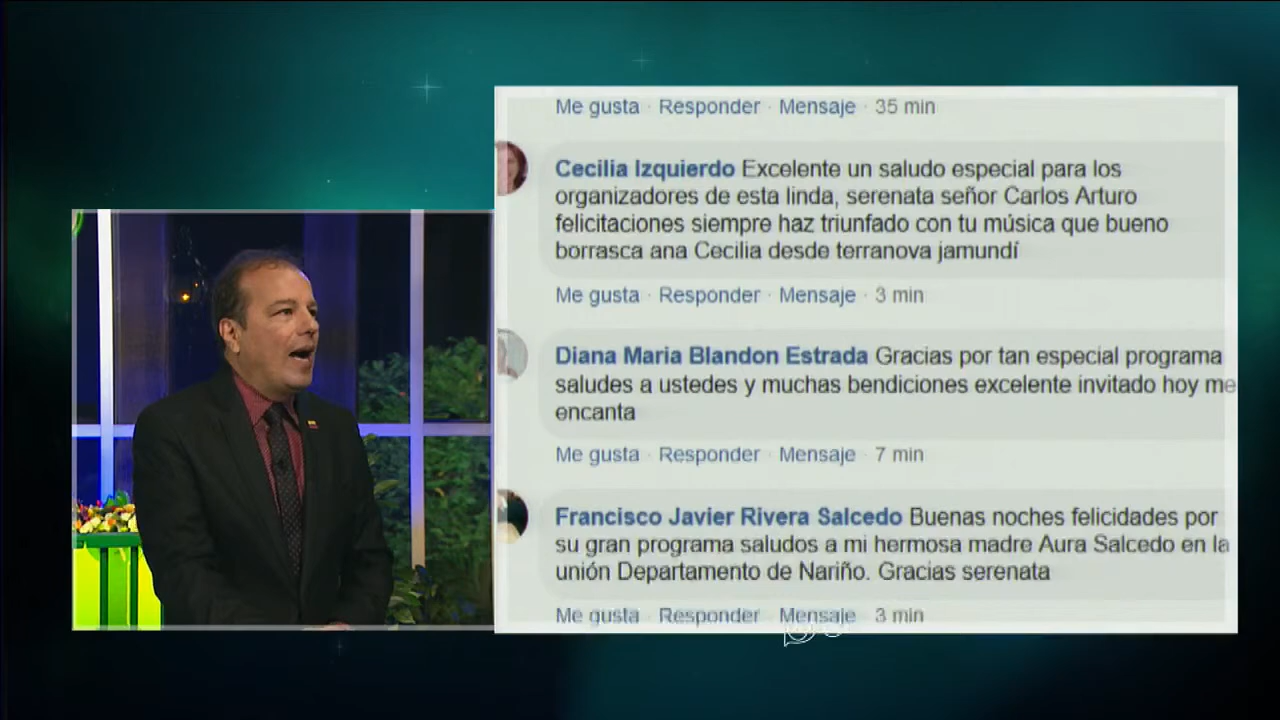 Me gusta · Responder · Mensaje · 35 min
Cecilia Izquierdo Excelente un saludo especial para los
organizadores de esta linda, serenata señor Carlos Arturo
felicitaciones siempre haz triunfado con tu música que bueno
borrasca ana Cecilia desde terranova jamundí
Me gusta · Responder · Mensaje · 3 min
Diana Maria Blandon Estrada Gracias por tan especial programa
saludes a ustedes y muchas bendiciones excelente invitado hoy me
encanta
Me gusta · Responder · Mensaje · 7 min
Francisco Javier Rivera Salcedo Buenas noches felicidades por
su gran programa saludos a mi hermosa madre Aura Salcedo en la
unión Departamento de Nariño. Gracias serenata
Me gusta · Responder · Mensaje · 3 min